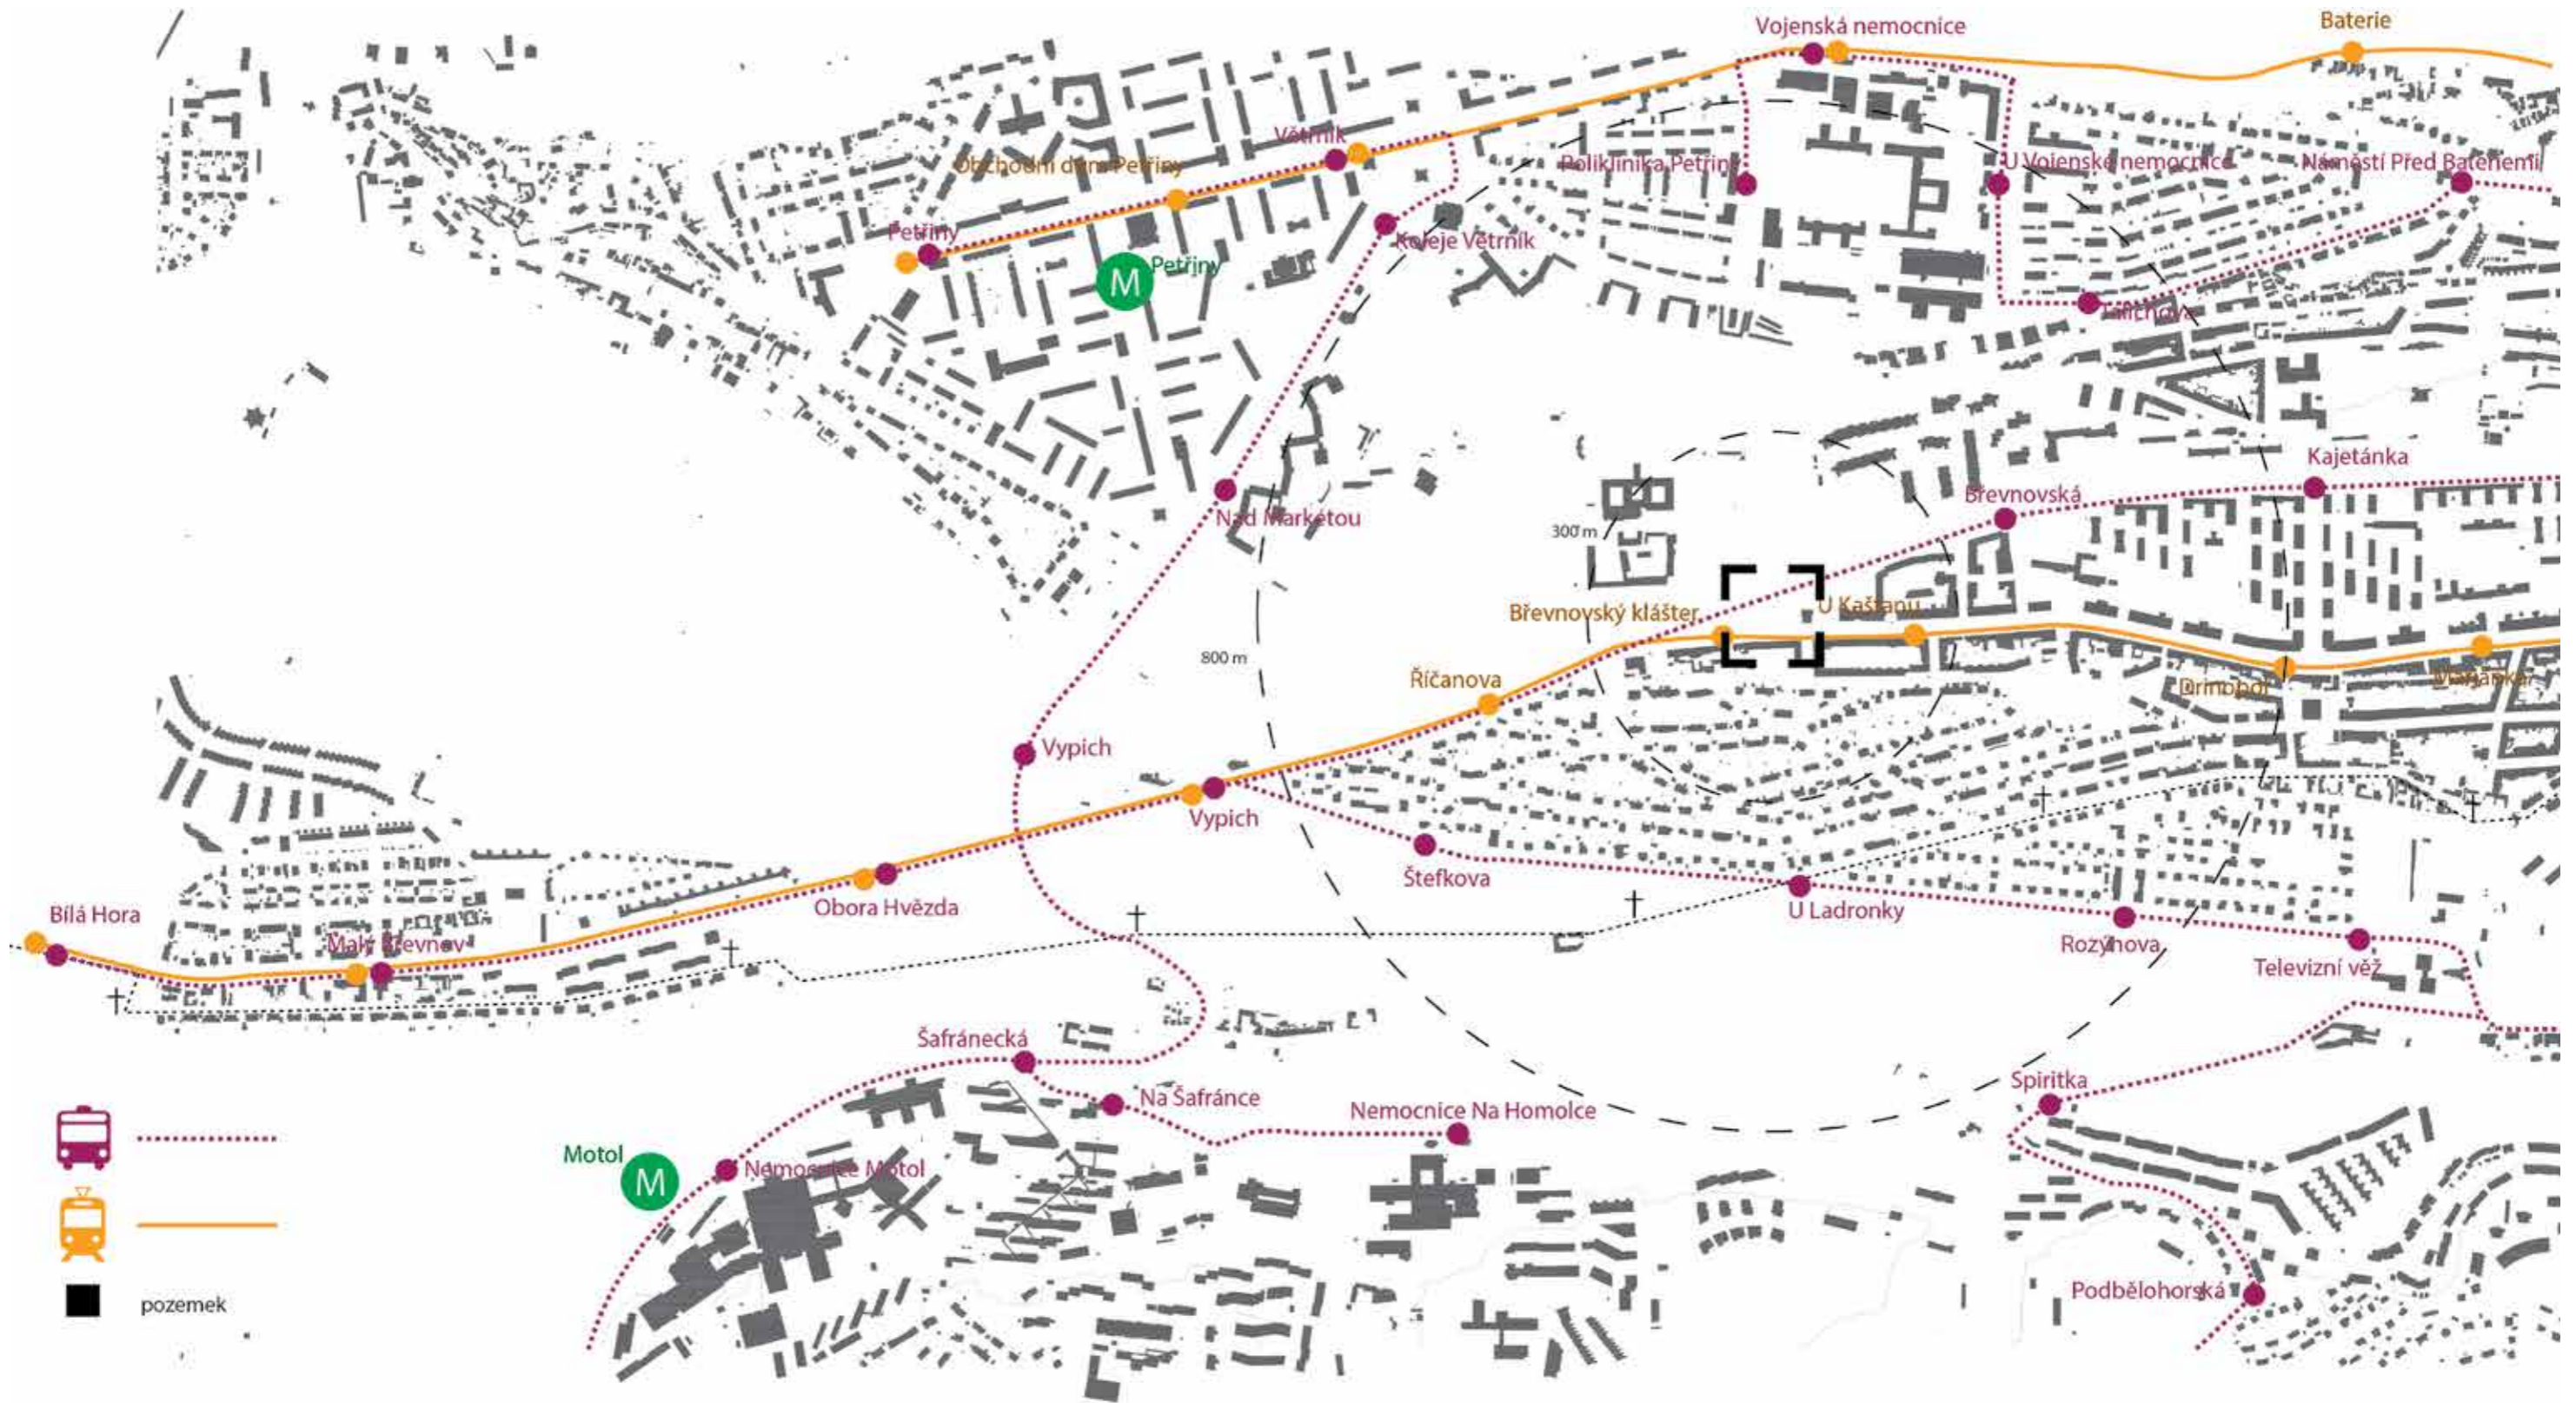 Vojenská nemocnice
Baterie
Větrník
Obchodní dům Petřiny
Poliklinika Petřiny
U Vojenské nemocnice
Náměstí Před Bateriemi
Petřiny
Koleje Větrník
M
Petřiny
Talichova
Kajetánka
Břevnovská
Nad Markétou
300 m
Břevnovský klášter
U Kaštanu
800 m
Říčanova
Drinopol
Marjánka
Vypich
Vypich
Štefkova
Obora Hvězda
U Ladronky
Bílá Hora
Malý Břevnov
Rozýnova
Televizní věž
Šafránecká
Spiritka
Na Šafránce
Nemocnice Na Homolce
Motol
M
Nemocnice Motol
Podbělohorská
pozemek